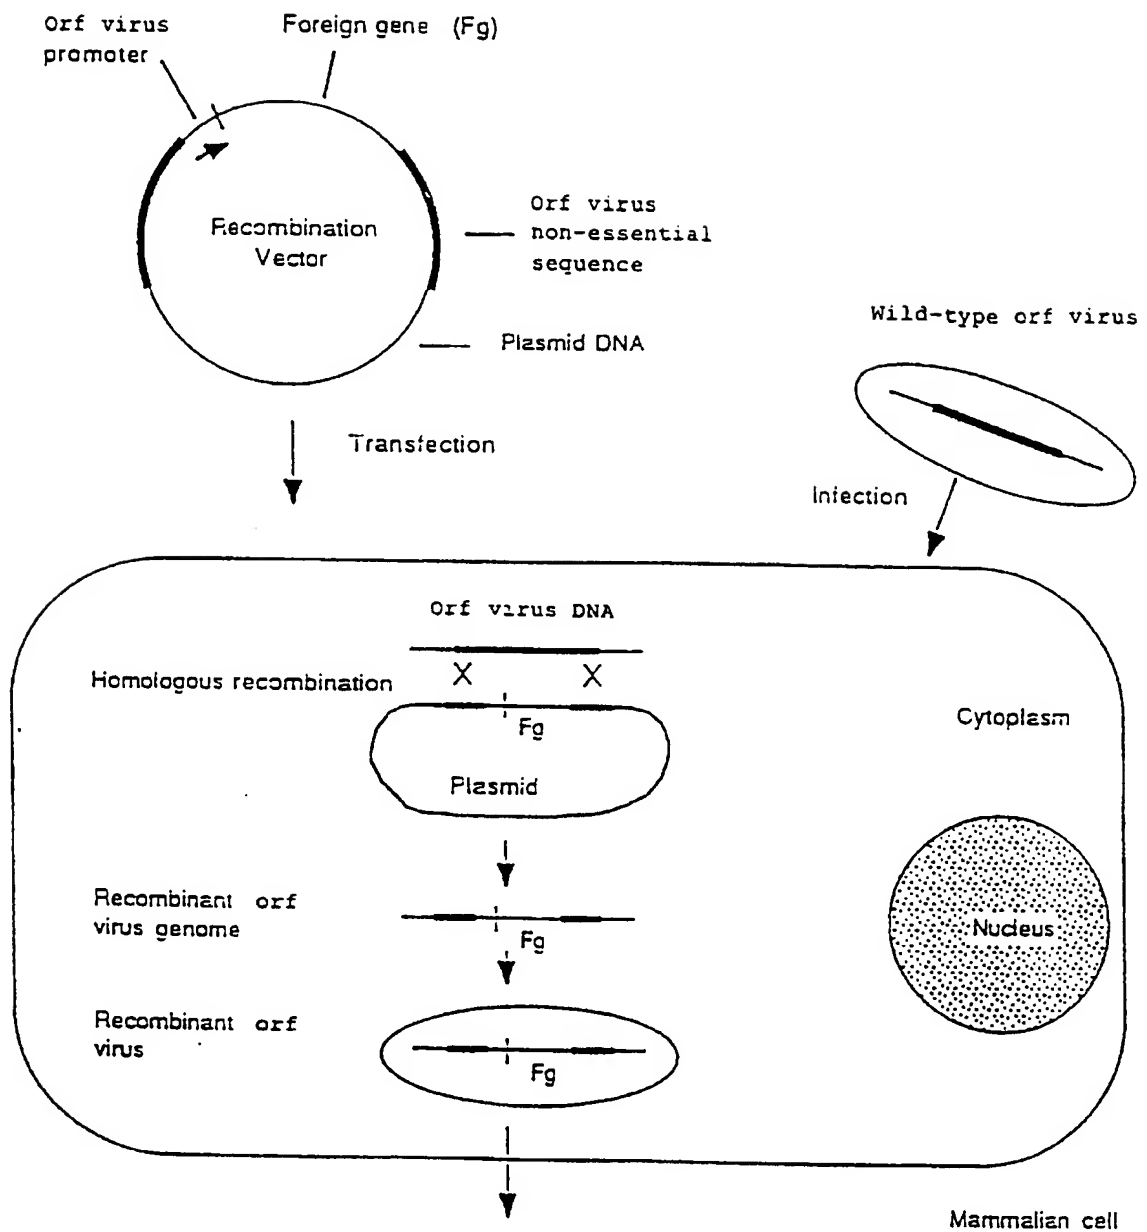 Orf virus
promoter
Foreign gene (Fg)
Recombination
Vector
Orf virus
non-essential
sequence
Plasmid DNA
Wild-type orf virus
Transfection
Infection
Orf virus DNA
Homologous recombination
Fg
Cytoplasm
Plasmid
Recombinant orf
virus genome
Fg
Nucleus
Recombinant orf
virus
Fg
Mammalian cell